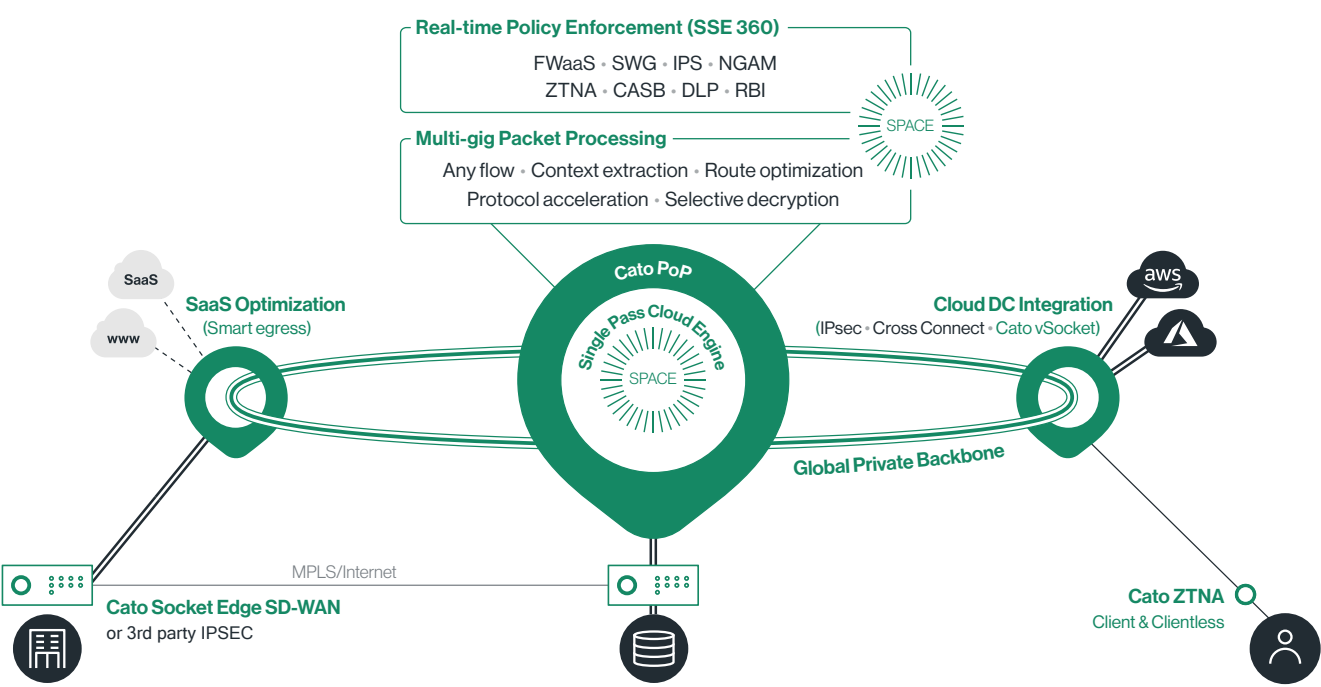 Real-time Policy Enforcement (SSE 360)
FWaaS • SWG • IPS • NGAM
ZTNA • CASB • DLP • RBI
SPACE
Multi-gig Packet Processing
Any flow • Context extraction • Route optimization
Protocol acceleration • Selective decryption
SaaS
www
SaaS Optimization
(Smart egress)
Cato PoP
Single Pass Cloud Engine
SPACE
aws
Cloud DC Integration
(IPsec • Cross Connect • Cato vSocket)
Global Private Backbone
MPLS/Internet
Cato Socket Edge SD-WAN
or 3rd party IPSEC
Cato ZTNA
Client & Clientless